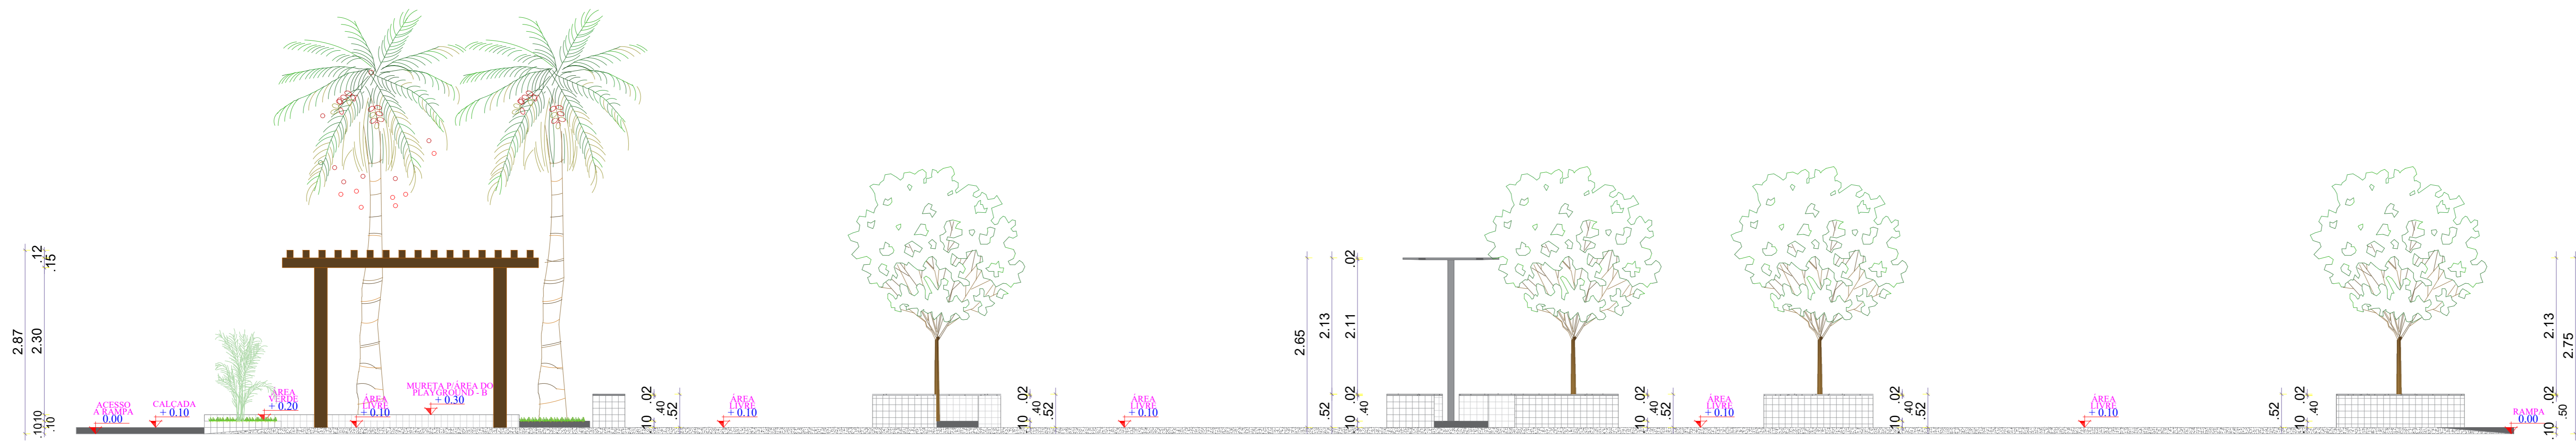 .12
.15
2.87
2.30
.10
.10
.10
ACESSO
A RAMPA
0.00
CALÇADA
+ 0.10
ÁREA
VERDE
+ 0.20
ÁREA
LIVRE
+ 0.10
MURETA P/ÁREA DO
PLAYGROUND - B
+ 0.30
.02
.40
.10
.52
ÁREA
LIVRE
+ 0.10
.02
.40
.10
.52
ÁREA
LIVRE
+ 0.10
2.65
2.13
2.11
.02
.52
.02
.40
.10
.02
.40
.10
.52
ÁREA
LIVRE
+ 0.10
.02
.40
.10
.52
ÁREA
LIVRE
+ 0.10
.52
.02
.40
.10
RAMPA
0.00
2.13
2.75
.02
.50
.10